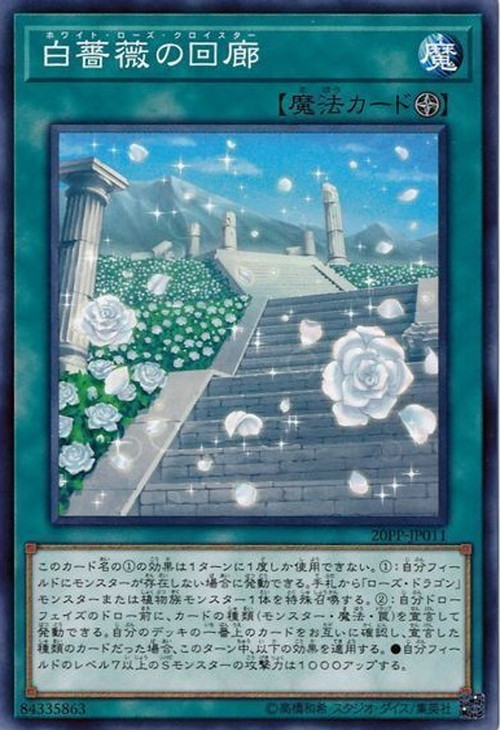 ホワイト・ローズ・クロイスター
白薔薇の回廊
魔
【魔法カード】
20PP-JP011
このカード名の①の効果は1ターンに1度しか使用できない。①:自分フィー
ルドにモンスターが存在しない場合に発動できる。手札から「ローズ・ドラゴン」
モンスターまたは植物族モンスター1体を特殊召喚する。②:自分ドロー
フェイズのドロー前に、カードの種類(モンスター・魔法・罠)を宣言して
発動できる。自分のデッキの一番上のカードをお互いに確認し、宣言した
種類のカードだった場合、このターン中、以下の効果を適用する。●自分フィー
ルドのレベル7以上のSモンスターの攻撃力は1000アップする。
84335863
©高橋和希 スタジオ・ダイス/集英社